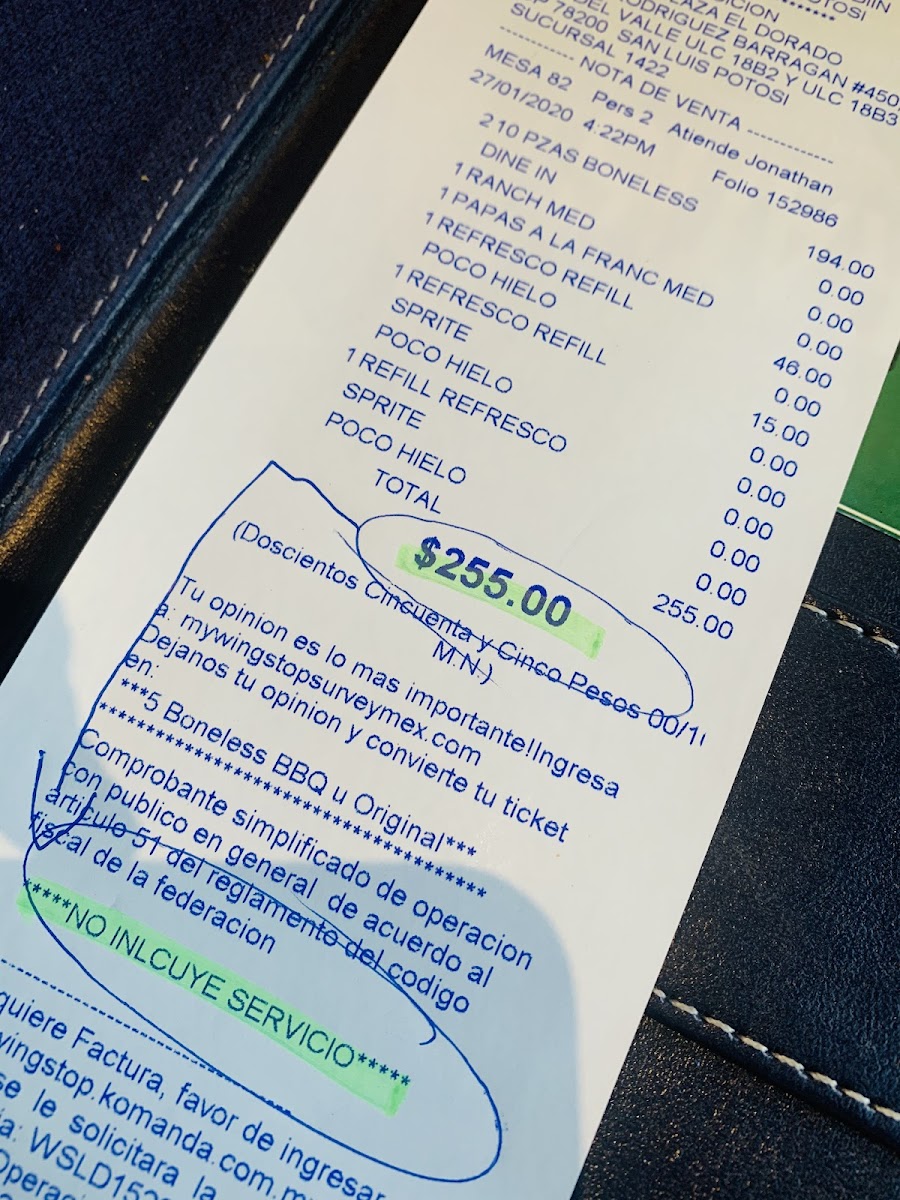 POTOSI
PLAZA EL DORADO
RODRIGUEZ BARRAGAN #450,
DEL VALLE ULC 18B2 Y ULC 18B3
78200, SAN LUIS POTOSI
SUCURSAL 1422
------------ NOTA DE VENTA ------------
MESA 82 Pers 2 Atiende Jonathan
27/01/2020 4:22PM Folio 152986
2 10 PZAS BONELESS 194.00
DINE IN 0.00
1 RANCH MED 0.00
1 PAPAS A LA FRANC MED 0.00
1 REFRESCO REFILL 46.00
POCO HIELO 0.00
1 REFRESCO REFILL 15.00
SPRITE 0.00
POCO HIELO 0.00
1 REFILL REFRESCO 0.00
SPRITE 0.00
POCO HIELO 0.00
TOTAL 255.00
$255.00
(Doscientos Cincuenta y Cinco Pesos 00/1
M.N.)
Tu opinion es lo mas importante!Ingresa
a: mywingstopsurveymex.com
Dejanos tu opinion y convierte tu ticket
en:
***5 Boneless BBQ u Original***
***************************************
Comprobante simplificado de operacion
con publico en general de acuerdo al
articulo 51 del reglamento del codigo
fiscal de la federacion
*****NO INLCUYE SERVICIO*****
quiere Factura, favor de ingresar
wingstop.komanda.com.m
se le solicitara la
WSLD152